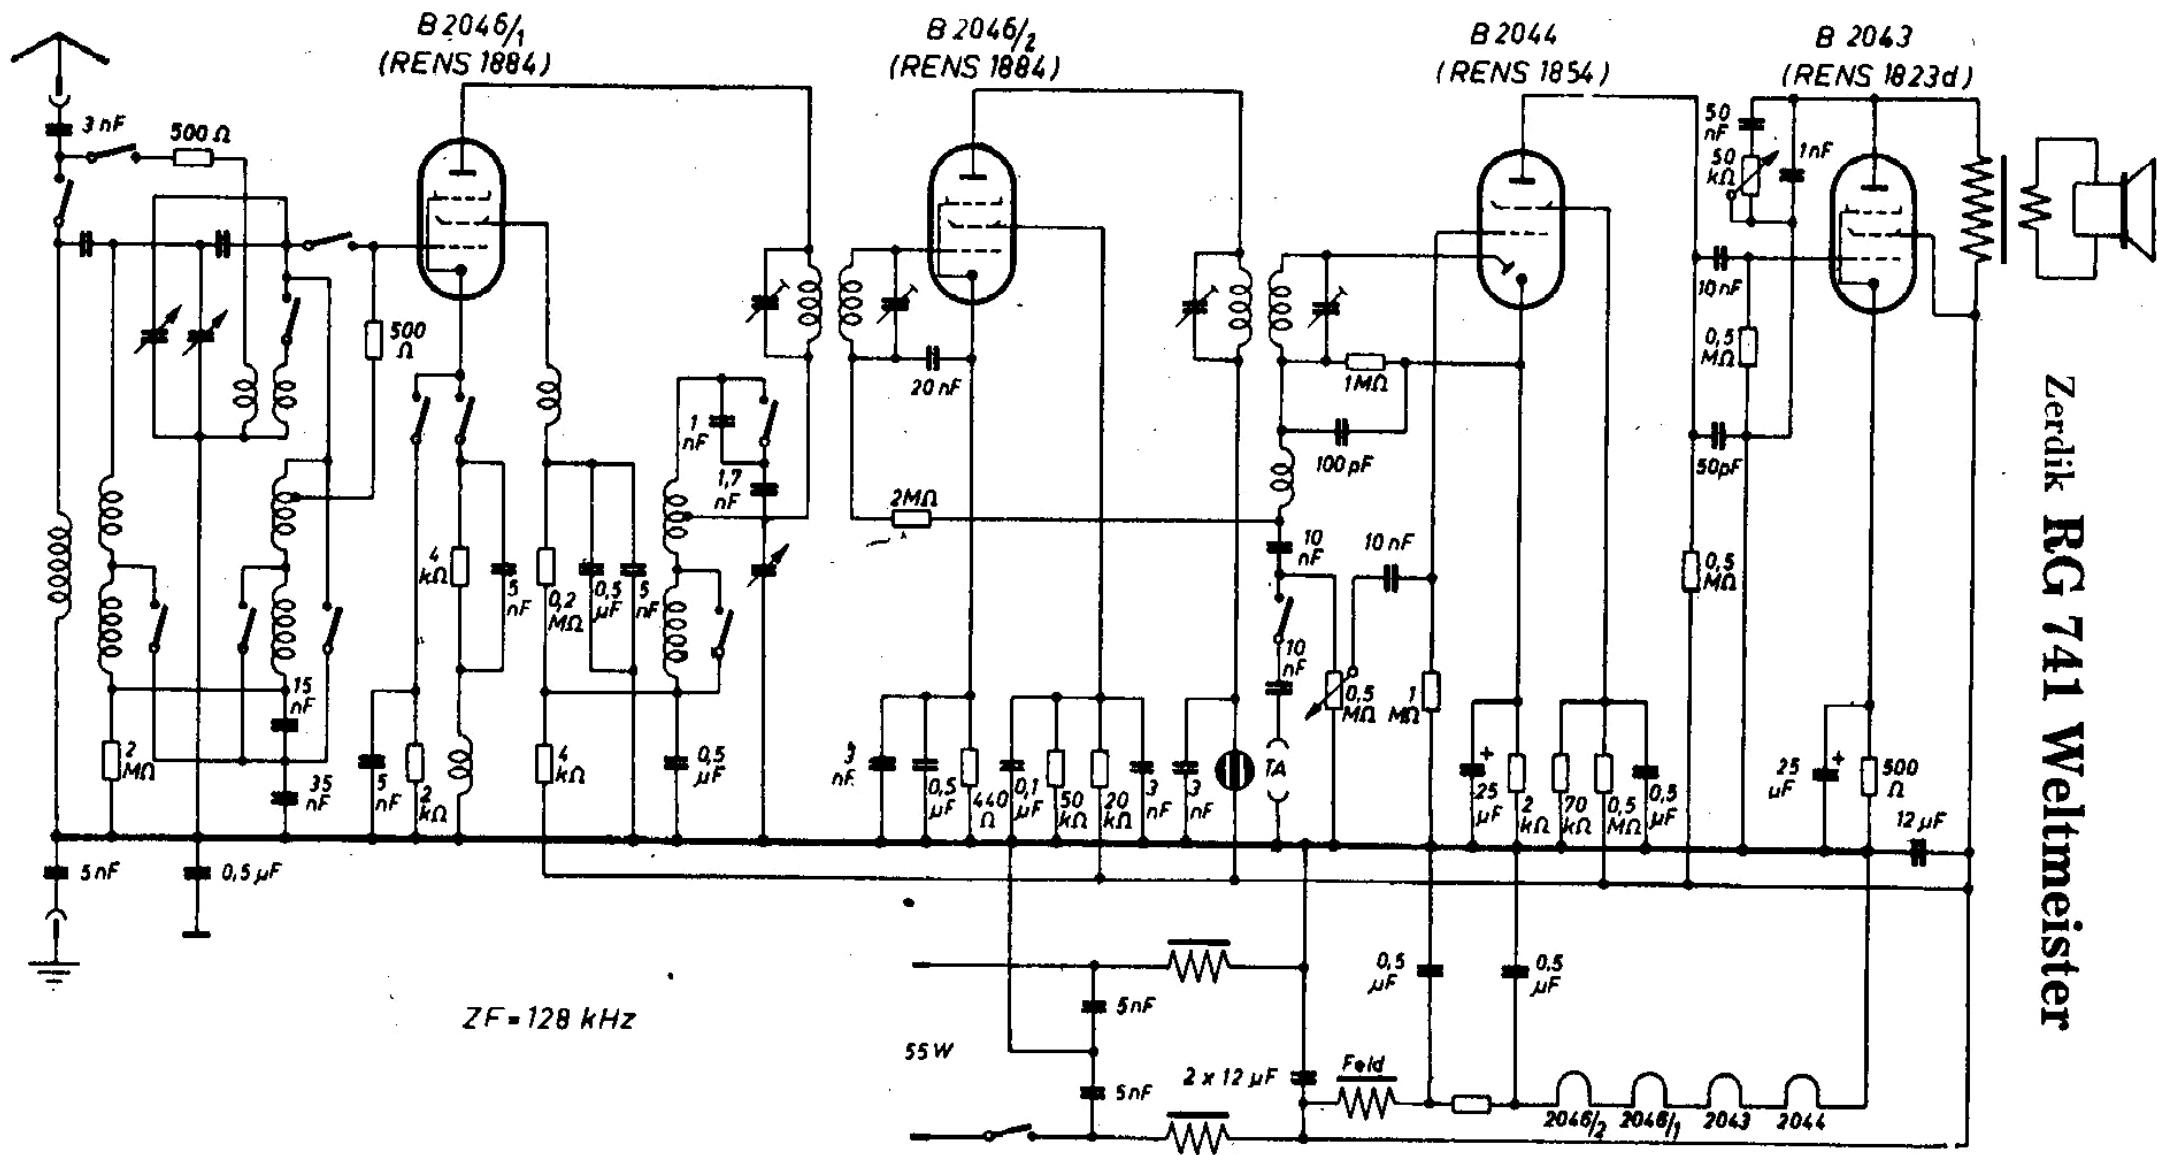 B 2046/1
(RENS 1884)
B 2046/2
(RENS 1884)
B 2044
(RENS 1854)
B 2043
(RENS 1823d)
3 nF
500 Ω
500
Ω
50
nF
50
kΩ
1nF
10 nF
0,5
MΩ
20 nF
1MΩ
1
nF
1,7
nF
100 pF
50pF
2MΩ
10
nF
10 nF
4
kΩ
5
nF
0,2
MΩ
0,5
µF
5
nF
0,5
MΩ
10
nF
15
nF
0,5
MΩ
1
MΩ
2
MΩ
35
nF
5
nF
2
kΩ
4
kΩ
0,5
µF
3
nF
0,5
µF
440
Ω
0,1
µF
50
kΩ
20
kΩ
3
nF
3
nF
TA
+
25
µF
2
kΩ
70
kΩ
0,5
MΩ
0,5
µF
25
µF
+
500
Ω
12 µF
5nF
0,5 µF
0,5
µF
0,5
µF
ZF = 128 kHz
5nF
55W
5nF
2 x 12 µF
Feld
2046/2
2046/1
2043
2044
Zerdik RG 741 Weltmeister